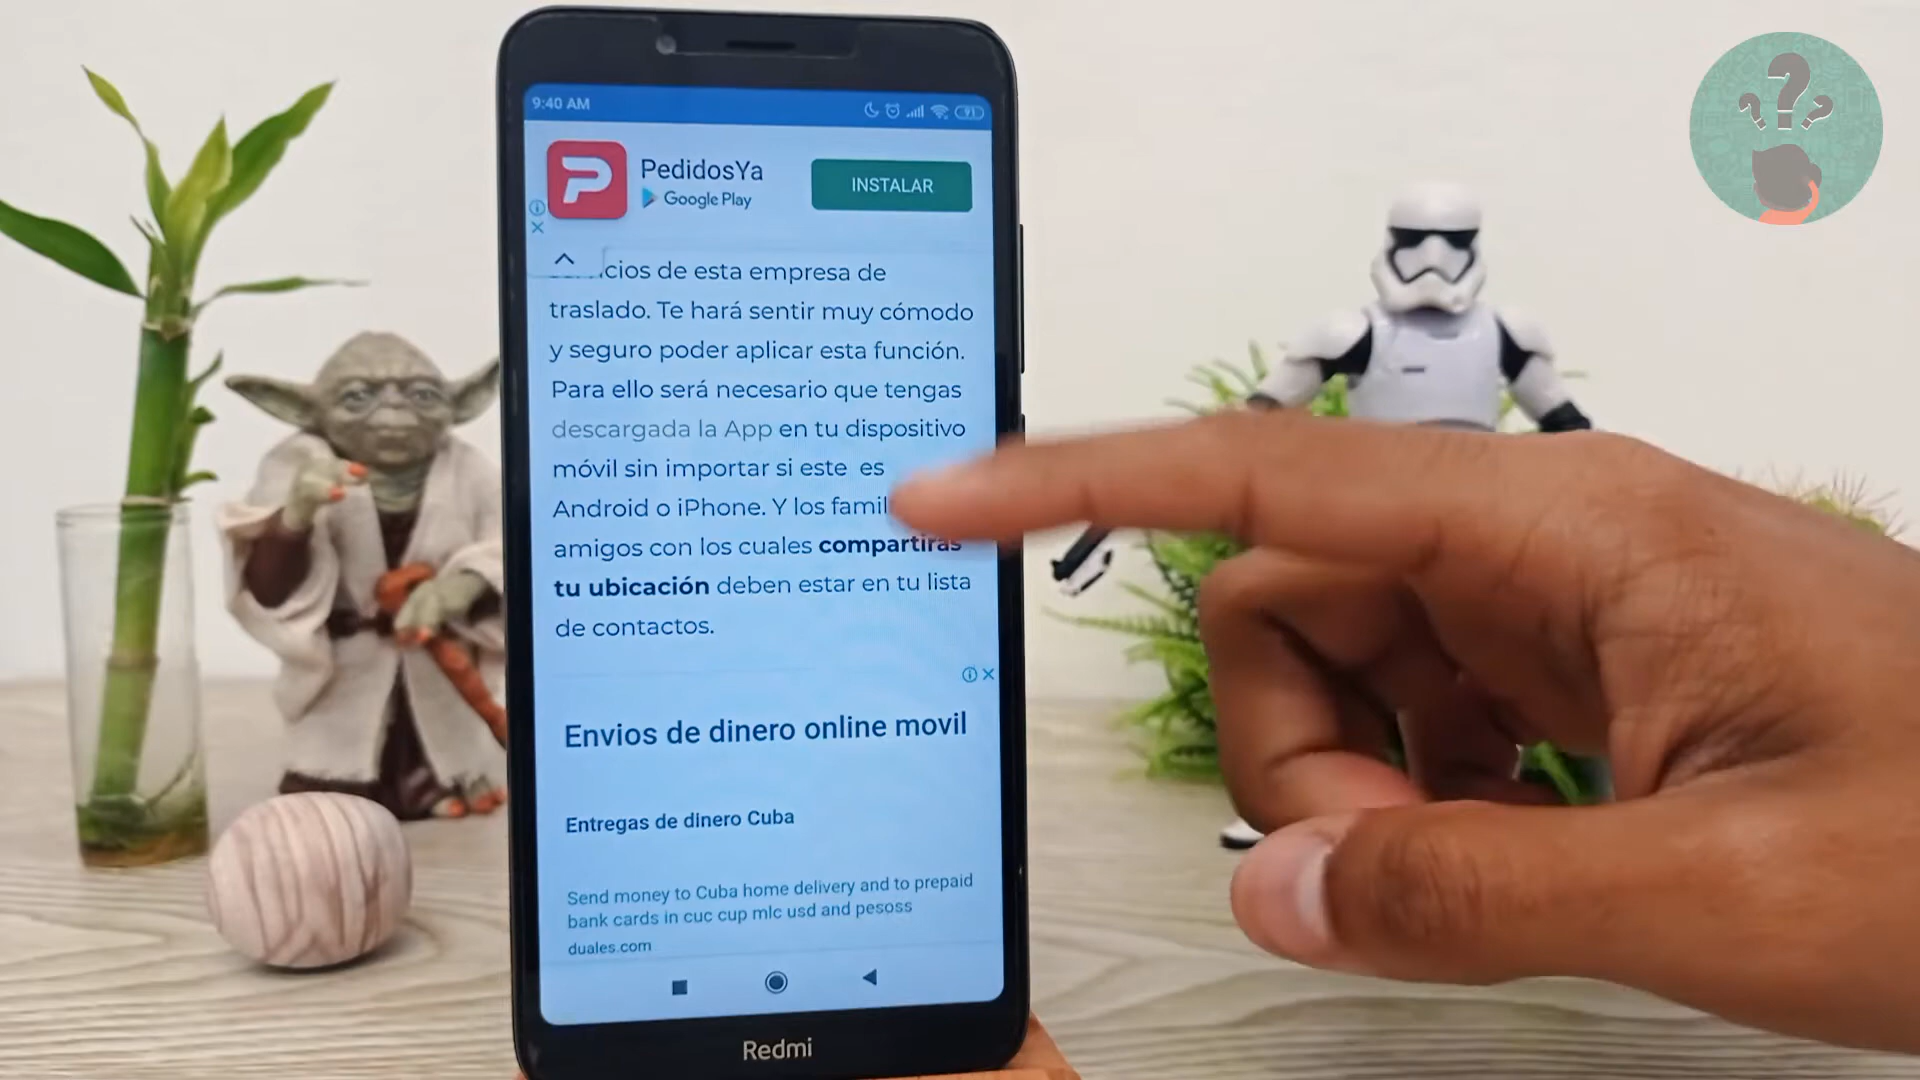 9:40 AM
91
PedidosYa
Google Play
INSTALAR
cios de esta empresa de
traslado. Te hará sentir muy cómodo
y seguro poder aplicar esta función.
Para ello será necesario que tengas
descargada la App en tu dispositivo
móvil sin importar si este es
Android o iPhone. Y los famil
amigos con los cuales compartirás
tu ubicación deben estar en tu lista
de contactos.
Envios de dinero online movil
Entregas de dinero Cuba
Send money to Cuba home delivery and to prepaid
bank cards in cuc cup mlc usd and pesoss
duales.com
Redmi